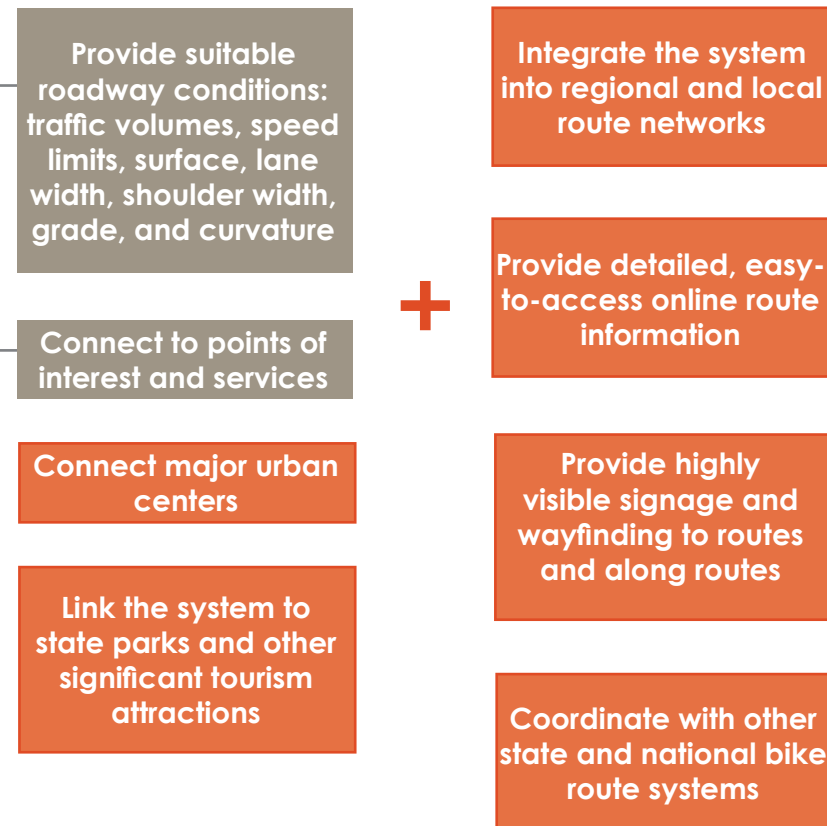 Provide suitable
roadway conditions:
traffic volumes, speed
limits, surface, lane
width, shoulder width,
grade, and curvature
Connect to points of
interest and services
Connect major urban
centers
Link the system to
state parks and other
significant tourism
attractions
+
Integrate the system
into regional and local
route networks
Provide detailed, easy-
to-access online route
information
Provide highly
visible signage and
wayfinding to routes
and along routes
Coordinate with other
state and national bike
route systems